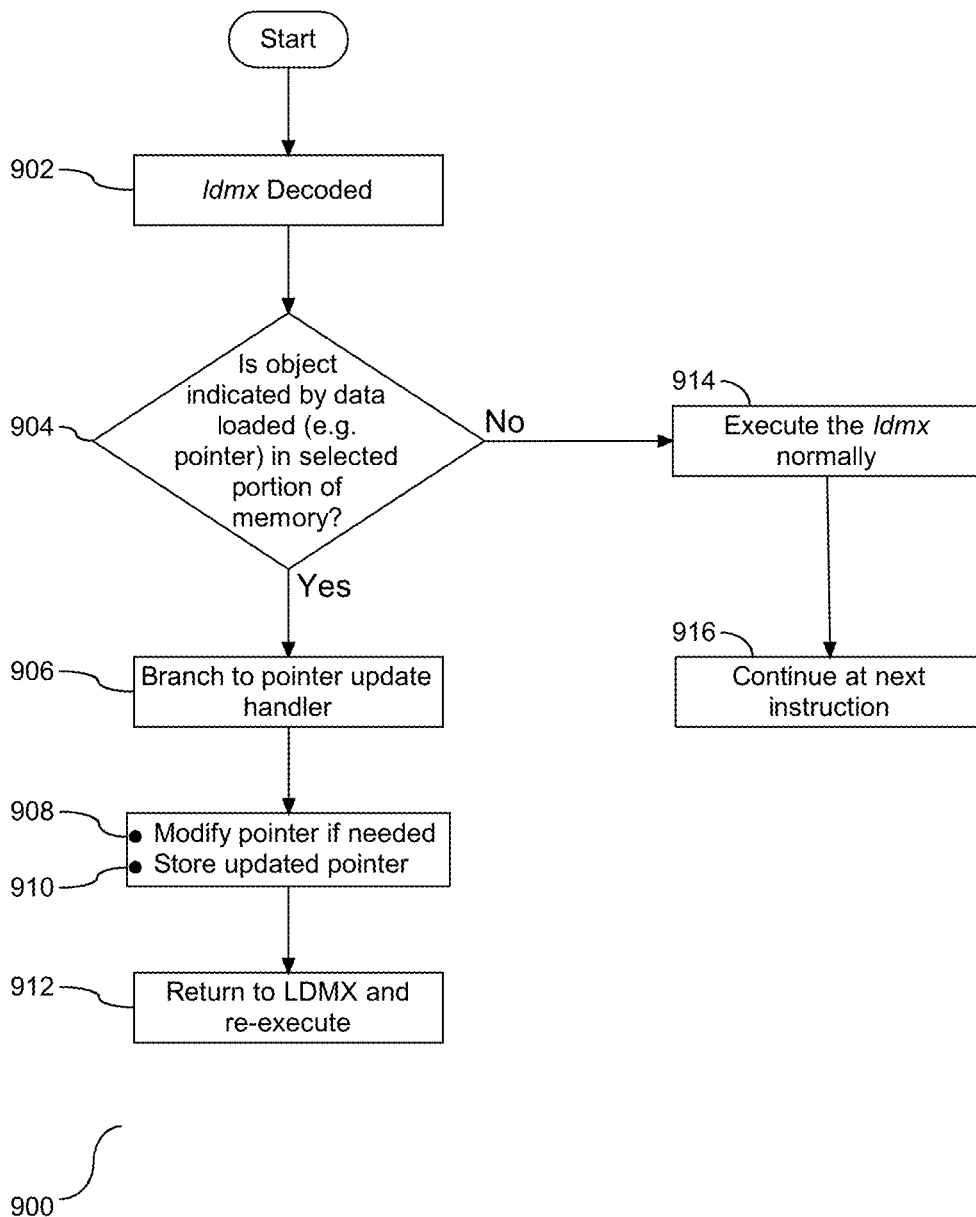 Start
902
ldmx Decoded
904
Is object
indicated by data
loaded (e.g.
pointer) in selected
portion of
memory?
No
914
Execute the ldmx
normally
Yes
916
Continue at next
instruction
906
Branch to pointer update
handler
908
● Modify pointer if needed
● Store updated pointer
910
912
Return to LDMX and
re-execute
900